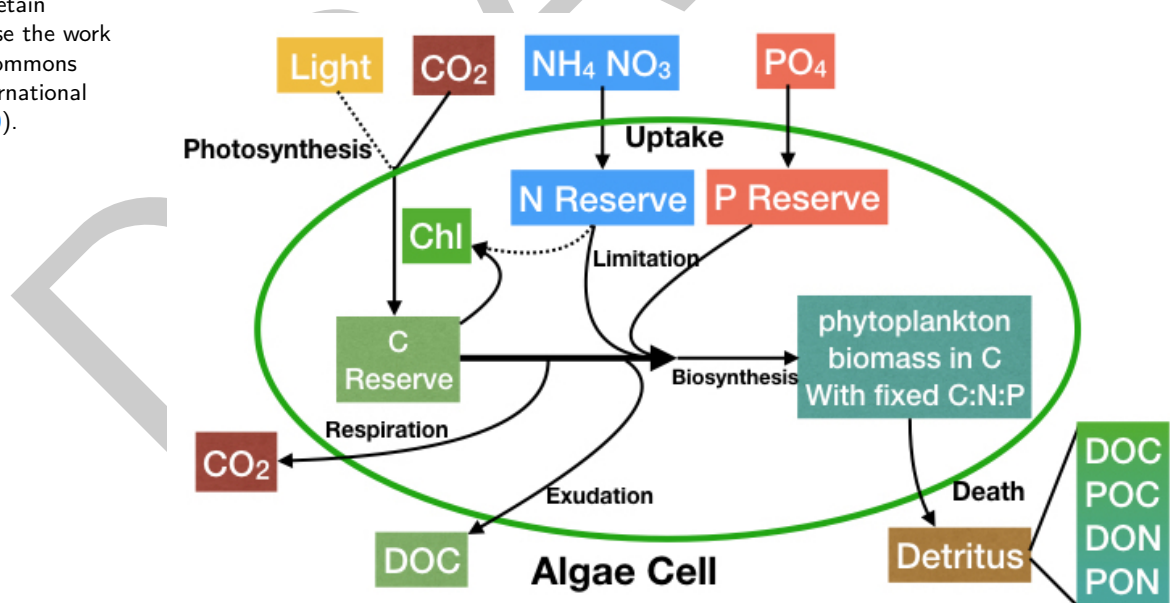 etain
se the work
ommons
rnational
).
Light
CO₂
NH₄ NO₃
PO₄
Photosynthesis
Uptake
N Reserve
P Reserve
Chl
Limitation
C
Reserve
phytoplankton
biomass in C
With fixed C:N:P
Biosynthesis
Respiration
CO₂
Exudation
Death
DOC
POC
DON
PON
DOC
Detritus
Algae Cell